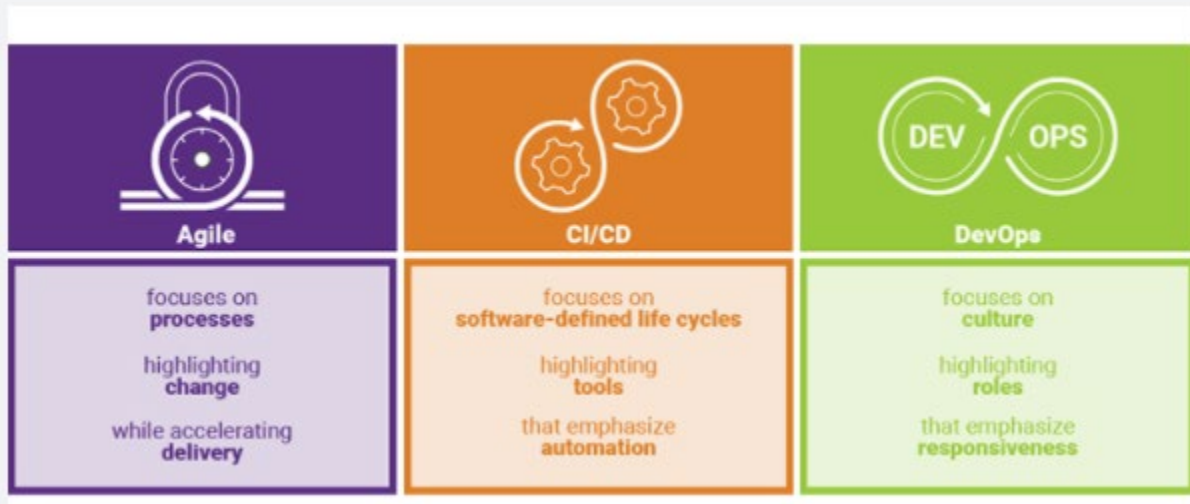 Agile
focuses on
processes
highlighting
change
while accelerating
delivery
CI/CD
focuses on
software-defined life cycles
highlighting
tools
that emphasize
automation
DEV OPS
DevOps
focuses on
culture
highlighting
roles
that emphasize
responsiveness